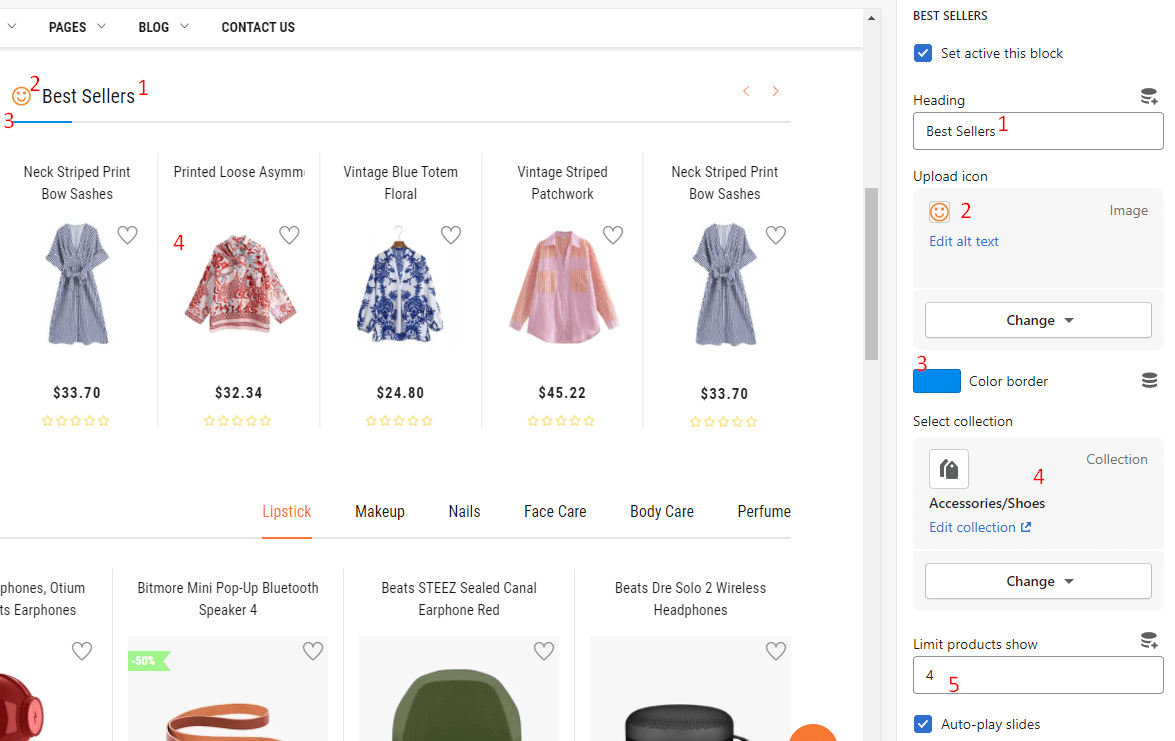 PAGES BLOG CONTACT US
2 Best Sellers 1
3
Neck Striped Print
Bow Sashes
Printed Loose Asymm
Vintage Blue Totem
Floral
Vintage Striped
Patchwork
Neck Striped Print
Bow Sashes
4
$33.70 $32.34 $24.80 $45.22 $33.70
Lipstick Makeup Nails Face Care Body Care Perfume
phones, Otium
ts Earphones
Bitmore Mini Pop-Up Bluetooth
Speaker 4
Beats STEEZ Sealed Canal
Earphone Red
Beats Dre Solo 2 Wireless
Headphones
-50%
BEST SELLERS
Set active this block
Heading
Best Sellers 1
Upload icon
2 Image
Edit alt text
Change
3
Color border
Select collection
Collection
4
Accessories/Shoes
Edit collection
Change
Limit products show
4 5
Auto-play slides